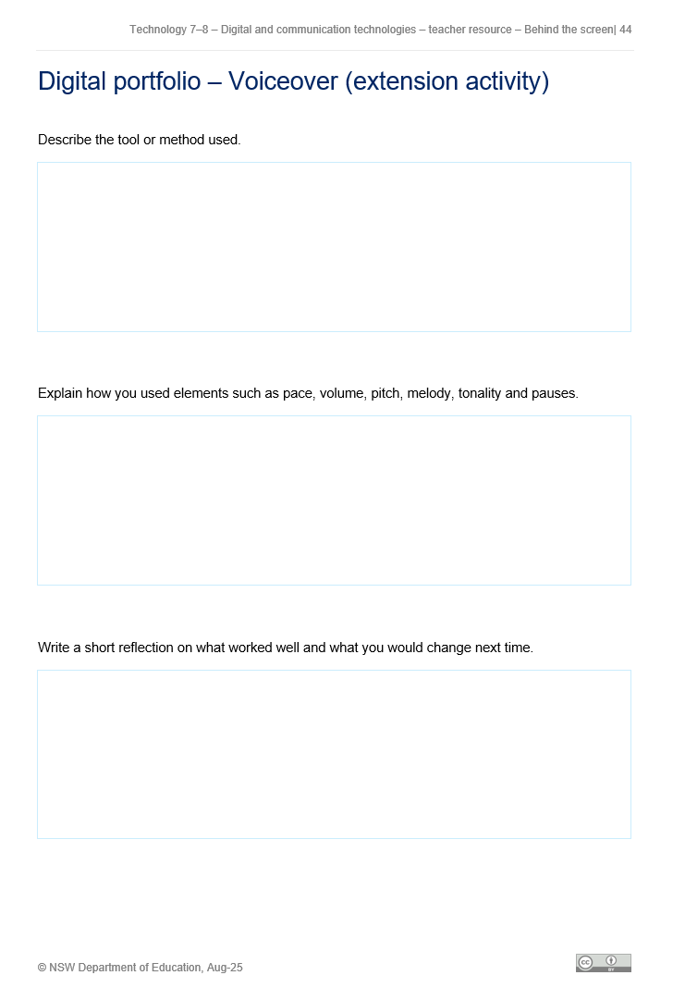 Technology 7–8 – Digital and communication technologies – teacher resource – Behind the screen| 44
Digital portfolio – Voiceover (extension activity)
Describe the tool or method used.
Explain how you used elements such as pace, volume, pitch, melody, tonality and pauses.
Write a short reflection on what worked well and what you would change next time.
© NSW Department of Education, Aug-25
cc
BY